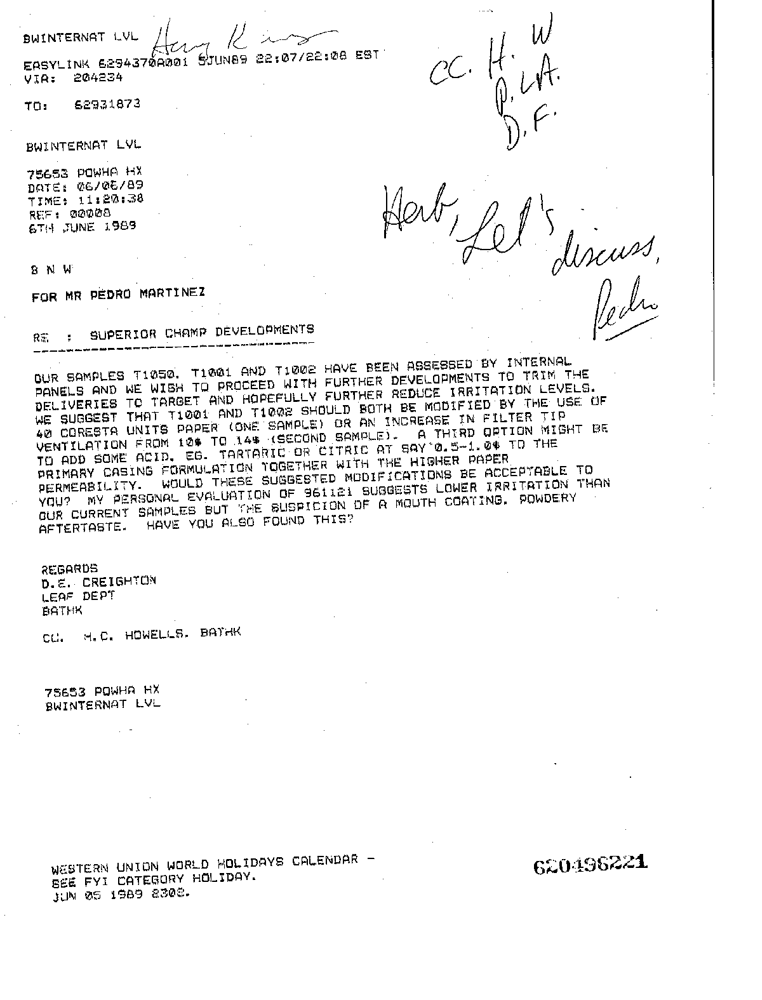 BWINTERNAT LVL
EASYLINK 6294370A001 5JUN89 22:07/22:08 EST
VIA: 204234
CC. H. W
P.L.A.
D.F.
TO: 62931873
BWINTERNAT LVL
75653 POWHA HX
DATE: 06/06/89
TIME: 11:20:38
REF: 00008
6TH JUNE 1989
Herb, Let's
discuss,
Pedro
B N W
FOR MR PEDRO MARTINEZ
RE : SUPERIOR CHAMP DEVELOPMENTS
OUR SAMPLES T1050, T1001 AND T1002 HAVE BEEN ASSESSED BY INTERNAL
PANELS AND WE WISH TO PROCEED WITH FURTHER DEVELOPMENTS TO TRIM THE
DELIVERIES TO TARGET AND HOPEFULLY FURTHER REDUCE IRRITATION LEVELS.
WE SUGGEST THAT T1001 AND T1002 SHOULD BOTH BE MODIFIED BY THE USE OF
40 CORESTA UNITS PAPER (ONE SAMPLE) OR AN INCREASE IN FILTER TIP
VENTILATION FROM 10$ TO 14$ (SECOND SAMPLE). A THIRD OPTION MIGHT BE
TO ADD SOME ACID, EG. TARTARIC OR CITRIC AT SAY 0.5-1.0$ TO THE
PRIMARY CASING FORMULATION TOGETHER WITH THE HIGHER PAPER
PERMEABILITY. WOULD THESE SUGGESTED MODIFICATIONS BE ACCEPTABLE TO
YOU? MY PERSONAL EVALUATION OF 961121 SUGGESTS LOWER IRRITATION THAN
OUR CURRENT SAMPLES BUT THE SUSPICION OF A MOUTH COATING, POWDERY
AFTERTASTE. HAVE YOU ALSO FOUND THIS?
REGARDS
D.E. CREIGHTON
LEAF DEPT
BATHK
CC. M.C. HOWELLS. BATHK
75653 POWHA HX
BWINTERNAT LVL
WESTERN UNION WORLD HOLIDAYS CALENDAR -
SEE FYI CATEGORY HOLIDAY.
JUN 05 1989 2302.
620496221